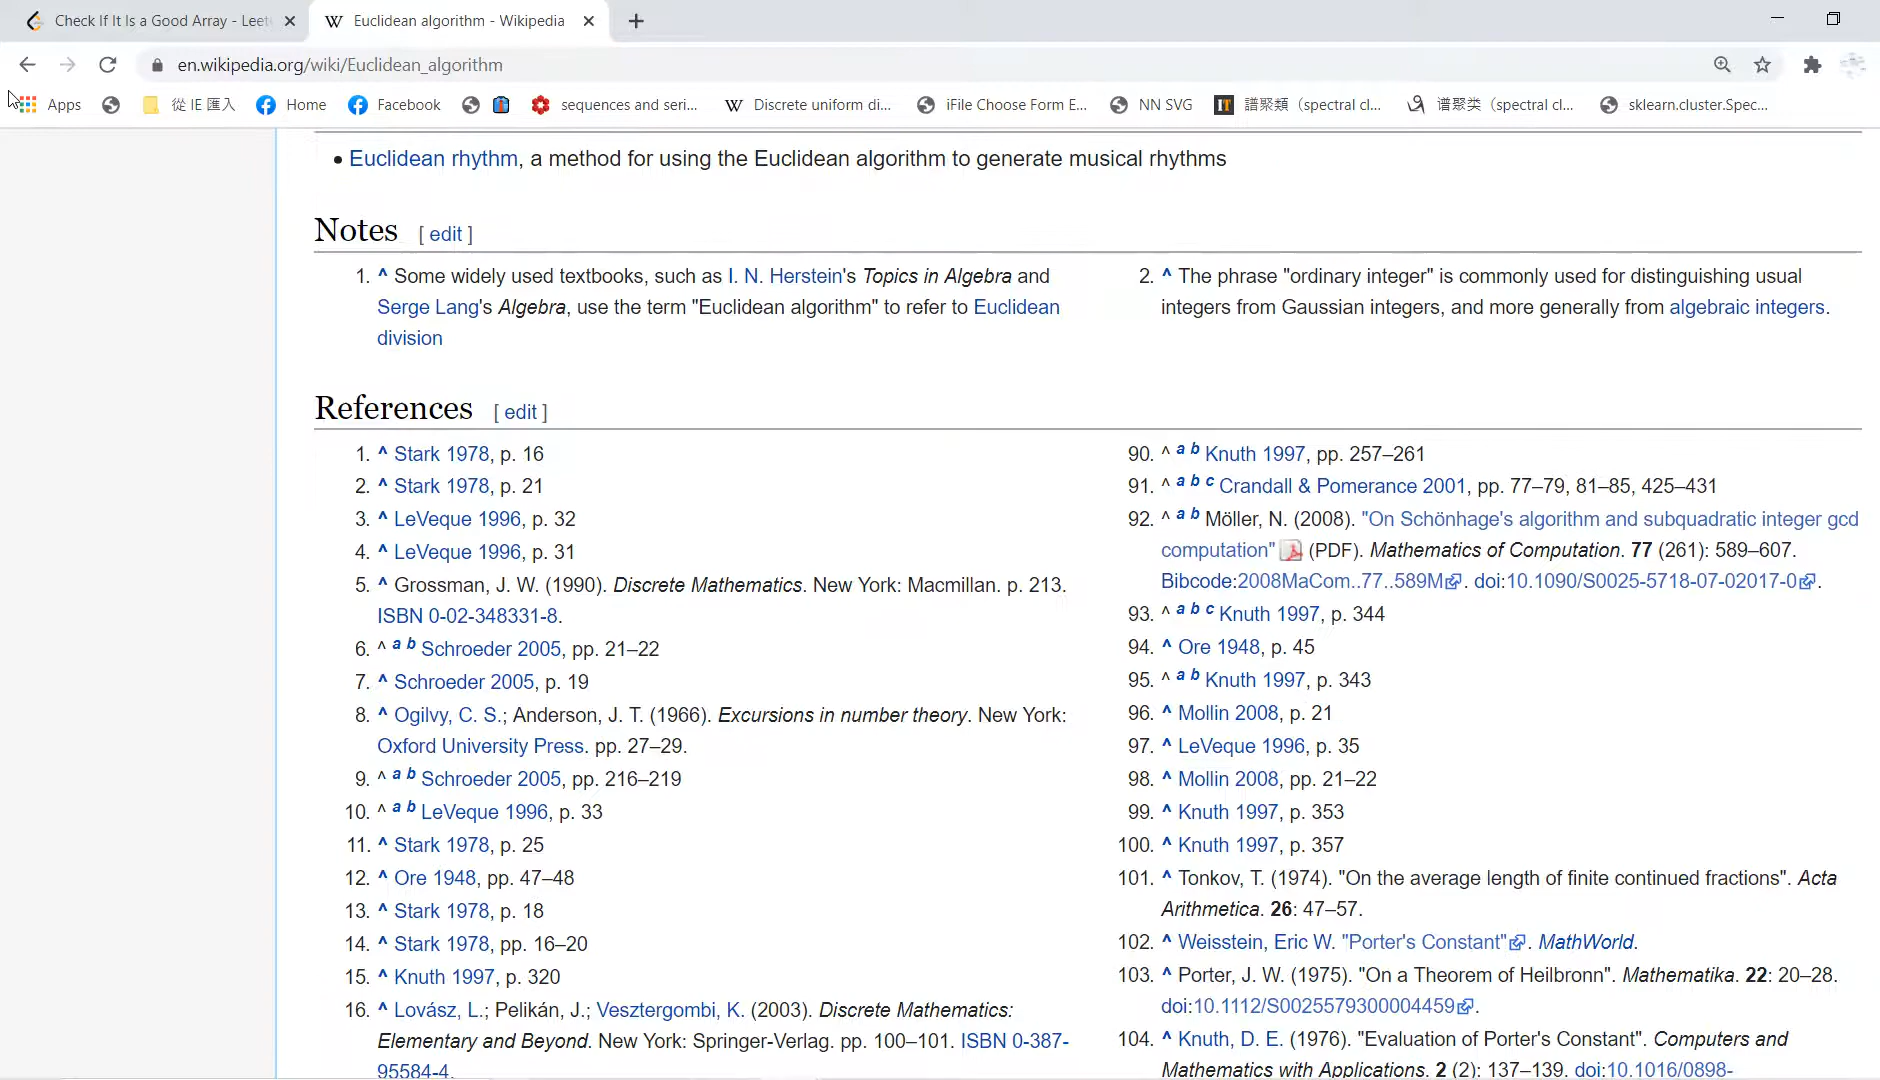 Check If It Is a Good Array - Leet
Euclidean algorithm - Wikipedia
en.wikipedia.org/wiki/Euclidean_algorithm
Apps
從 IE 匯入
Home
Facebook
sequences and seri...
Discrete uniform di...
iFile Choose Form E...
NN SVG
譜聚類（spectral cl...
谱聚类（spectral cl...
sklearn.cluster.Spec...
• Euclidean rhythm, a method for using the Euclidean algorithm to generate musical rhythms
Notes [ edit ]
1. ^ Some widely used textbooks, such as I. N. Herstein's Topics in Algebra and
Serge Lang's Algebra, use the term "Euclidean algorithm" to refer to Euclidean
division
2. ^ The phrase "ordinary integer" is commonly used for distinguishing usual
integers from Gaussian integers, and more generally from algebraic integers.
References [ edit ]
1. ^ Stark 1978, p. 16
2. ^ Stark 1978, p. 21
3. ^ LeVeque 1996, p. 32
4. ^ LeVeque 1996, p. 31
5. ^ Grossman, J. W. (1990). Discrete Mathematics. New York: Macmillan. p. 213.
ISBN 0-02-348331-8.
6. ^ a b Schroeder 2005, pp. 21–22
7. ^ Schroeder 2005, p. 19
8. ^ Ogilvy, C. S.; Anderson, J. T. (1966). Excursions in number theory. New York:
Oxford University Press. pp. 27–29.
9. ^ a b Schroeder 2005, pp. 216–219
10. ^ a b LeVeque 1996, p. 33
11. ^ Stark 1978, p. 25
12. ^ Ore 1948, pp. 47–48
13. ^ Stark 1978, p. 18
14. ^ Stark 1978, pp. 16–20
15. ^ Knuth 1997, p. 320
16. ^ Lovász, L.; Pelikán, J.; Vesztergombi, K. (2003). Discrete Mathematics:
Elementary and Beyond. New York: Springer-Verlag. pp. 100–101. ISBN 0-387-
95584-4.
90. ^ a b Knuth 1997, pp. 257–261
91. ^ a b c Crandall & Pomerance 2001, pp. 77–79, 81–85, 425–431
92. ^ a b Möller, N. (2008). "On Schönhage's algorithm and subquadratic integer gcd
computation" (PDF). Mathematics of Computation. 77 (261): 589–607.
Bibcode:2008MaCom..77..589M. doi:10.1090/S0025-5718-07-02017-0.
93. ^ a b c Knuth 1997, p. 344
94. ^ Ore 1948, p. 45
95. ^ a b Knuth 1997, p. 343
96. ^ Mollin 2008, p. 21
97. ^ LeVeque 1996, p. 35
98. ^ Mollin 2008, pp. 21–22
99. ^ Knuth 1997, p. 353
100. ^ Knuth 1997, p. 357
101. ^ Tonkov, T. (1974). "On the average length of finite continued fractions". Acta
Arithmetica. 26: 47–57.
102. ^ Weisstein, Eric W. "Porter's Constant". MathWorld.
103. ^ Porter, J. W. (1975). "On a Theorem of Heilbronn". Mathematika. 22: 20–28.
doi:10.1112/S0025579300004459.
104. ^ Knuth, D. E. (1976). "Evaluation of Porter's Constant". Computers and
Mathematics with Applications. 2 (2): 137–139. doi:10.1016/0898-